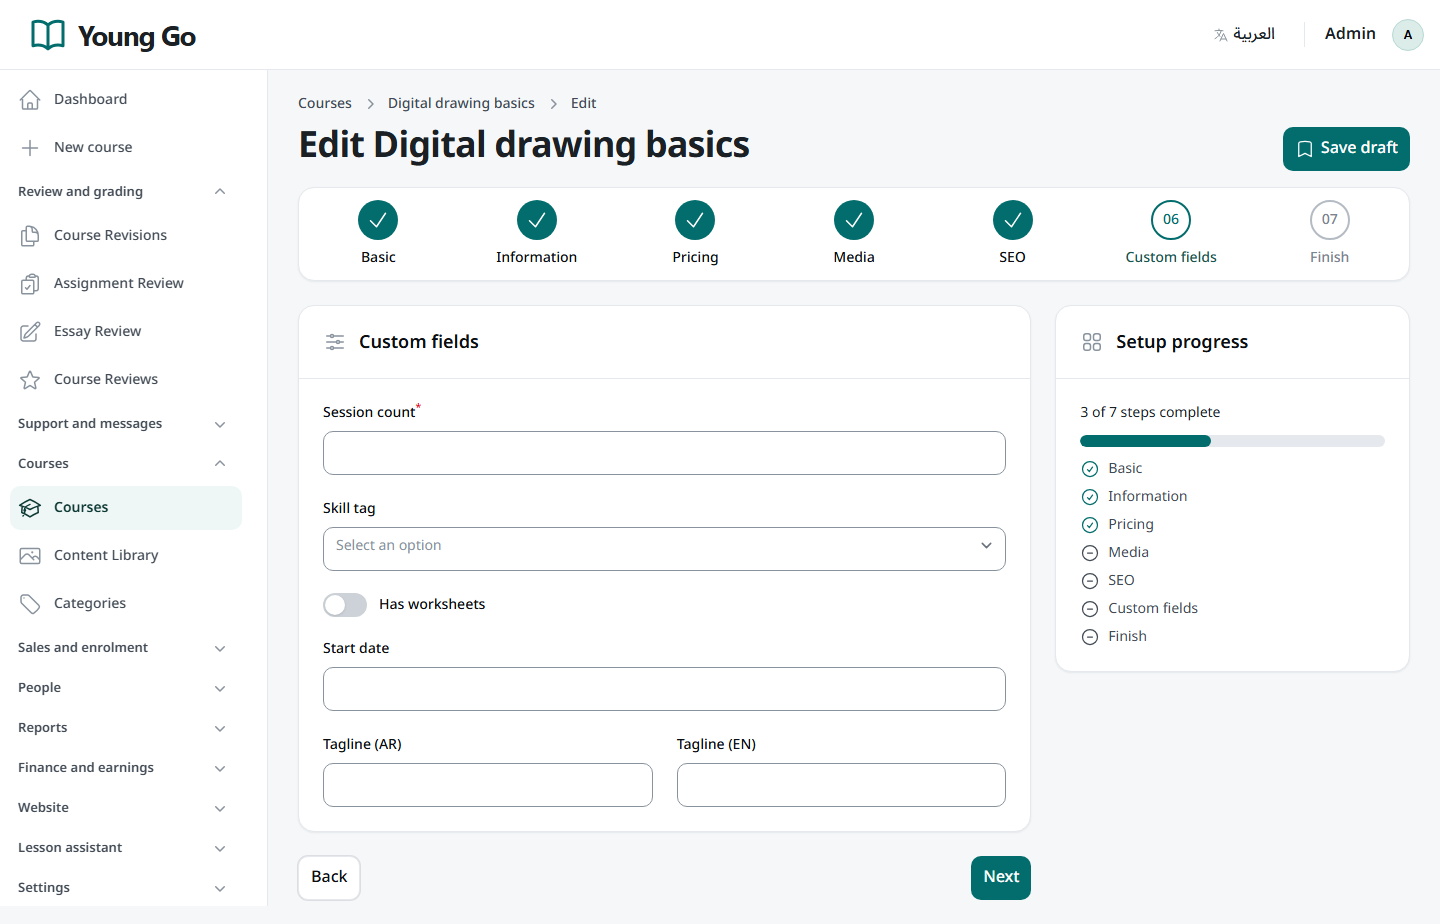 Young Go
العربية
Admin
A
Dashboard
New course
Review and grading
Course Revisions
Assignment Review
Essay Review
Course Reviews
Support and messages
Courses
Courses
Content Library
Categories
Sales and enrolment
People
Reports
Finance and earnings
Website
Lesson assistant
Settings
Courses > Digital drawing basics > Edit
Edit Digital drawing basics
Save draft
Basic
Information
Pricing
Media
SEO
06
Custom fields
07
Finish
Custom fields
Session count*
Skill tag
Select an option
Has worksheets
Start date
Tagline (AR)
Tagline (EN)
Back
Next
Setup progress
3 of 7 steps complete
Basic
Information
Pricing
Media
SEO
Custom fields
Finish